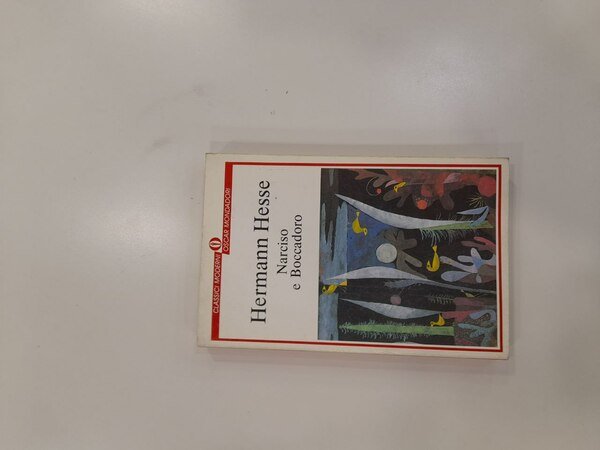 CLASSICI MODERNI OSCAR MONDADORI
Hermann Hesse
Narciso
e Boccadoro